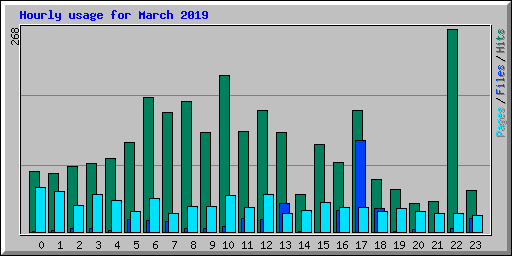 Hourly usage for March 2019
268
Pages/Files/Hits
0 1 2 3 4 5 6 7 8 9 10 11 12 13 14 15 16 17 18 19 20 21 22 23